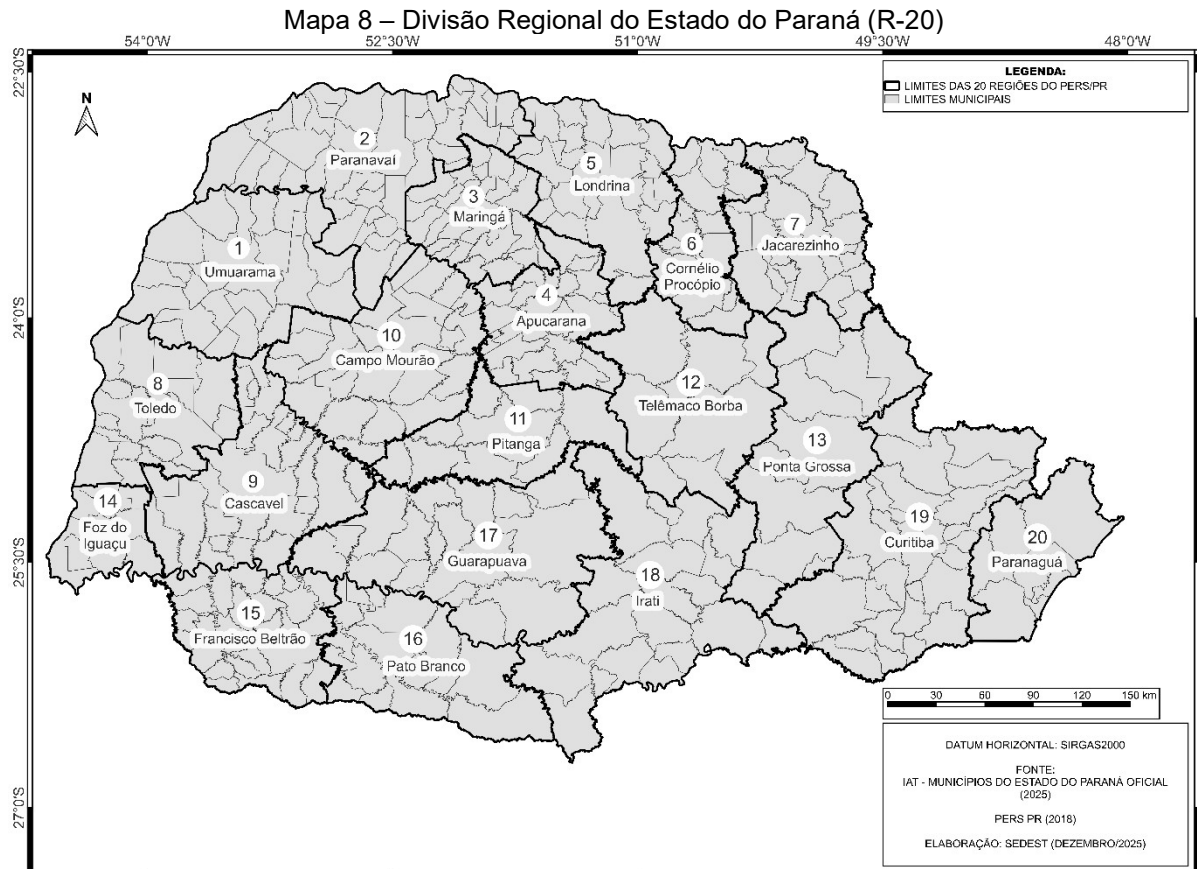 Mapa 8 – Divisão Regional do Estado do Paraná (R-20)
54°0'W
52°30'W
51°0'W
49°30'W
48°0'W
22°30'S
24°0'S
25°30'S
27°0'S
N
LEGENDA:
LIMITES DAS 20 REGIÕES DO PERS/PR
LIMITES MUNICIPAIS
2
Paranavaí
5
Londrina
3
Maringá
7
Jacarezinho
6
Cornélio
Procópio
1
Umuarama
4
Apucarana
10
Campo Mourão
8
Toledo
12
Telêmaco Borba
11
Pitanga
13
Ponta Grossa
9
Cascavel
14
Foz do
Iguaçu
17
Guarapuava
19
Curitiba
20
Paranaguá
18
Irati
15
Francisco Beltrão
16
Pato Branco
0 30 60 90 120 150 km
DATUM HORIZONTAL: SIRGAS2000
FONTE:
IAT - MUNICÍPIOS DO ESTADO DO PARANÁ OFICIAL
(2025)
PERS PR (2018)
ELABORAÇÃO: SEDEST (DEZEMBRO/2025)